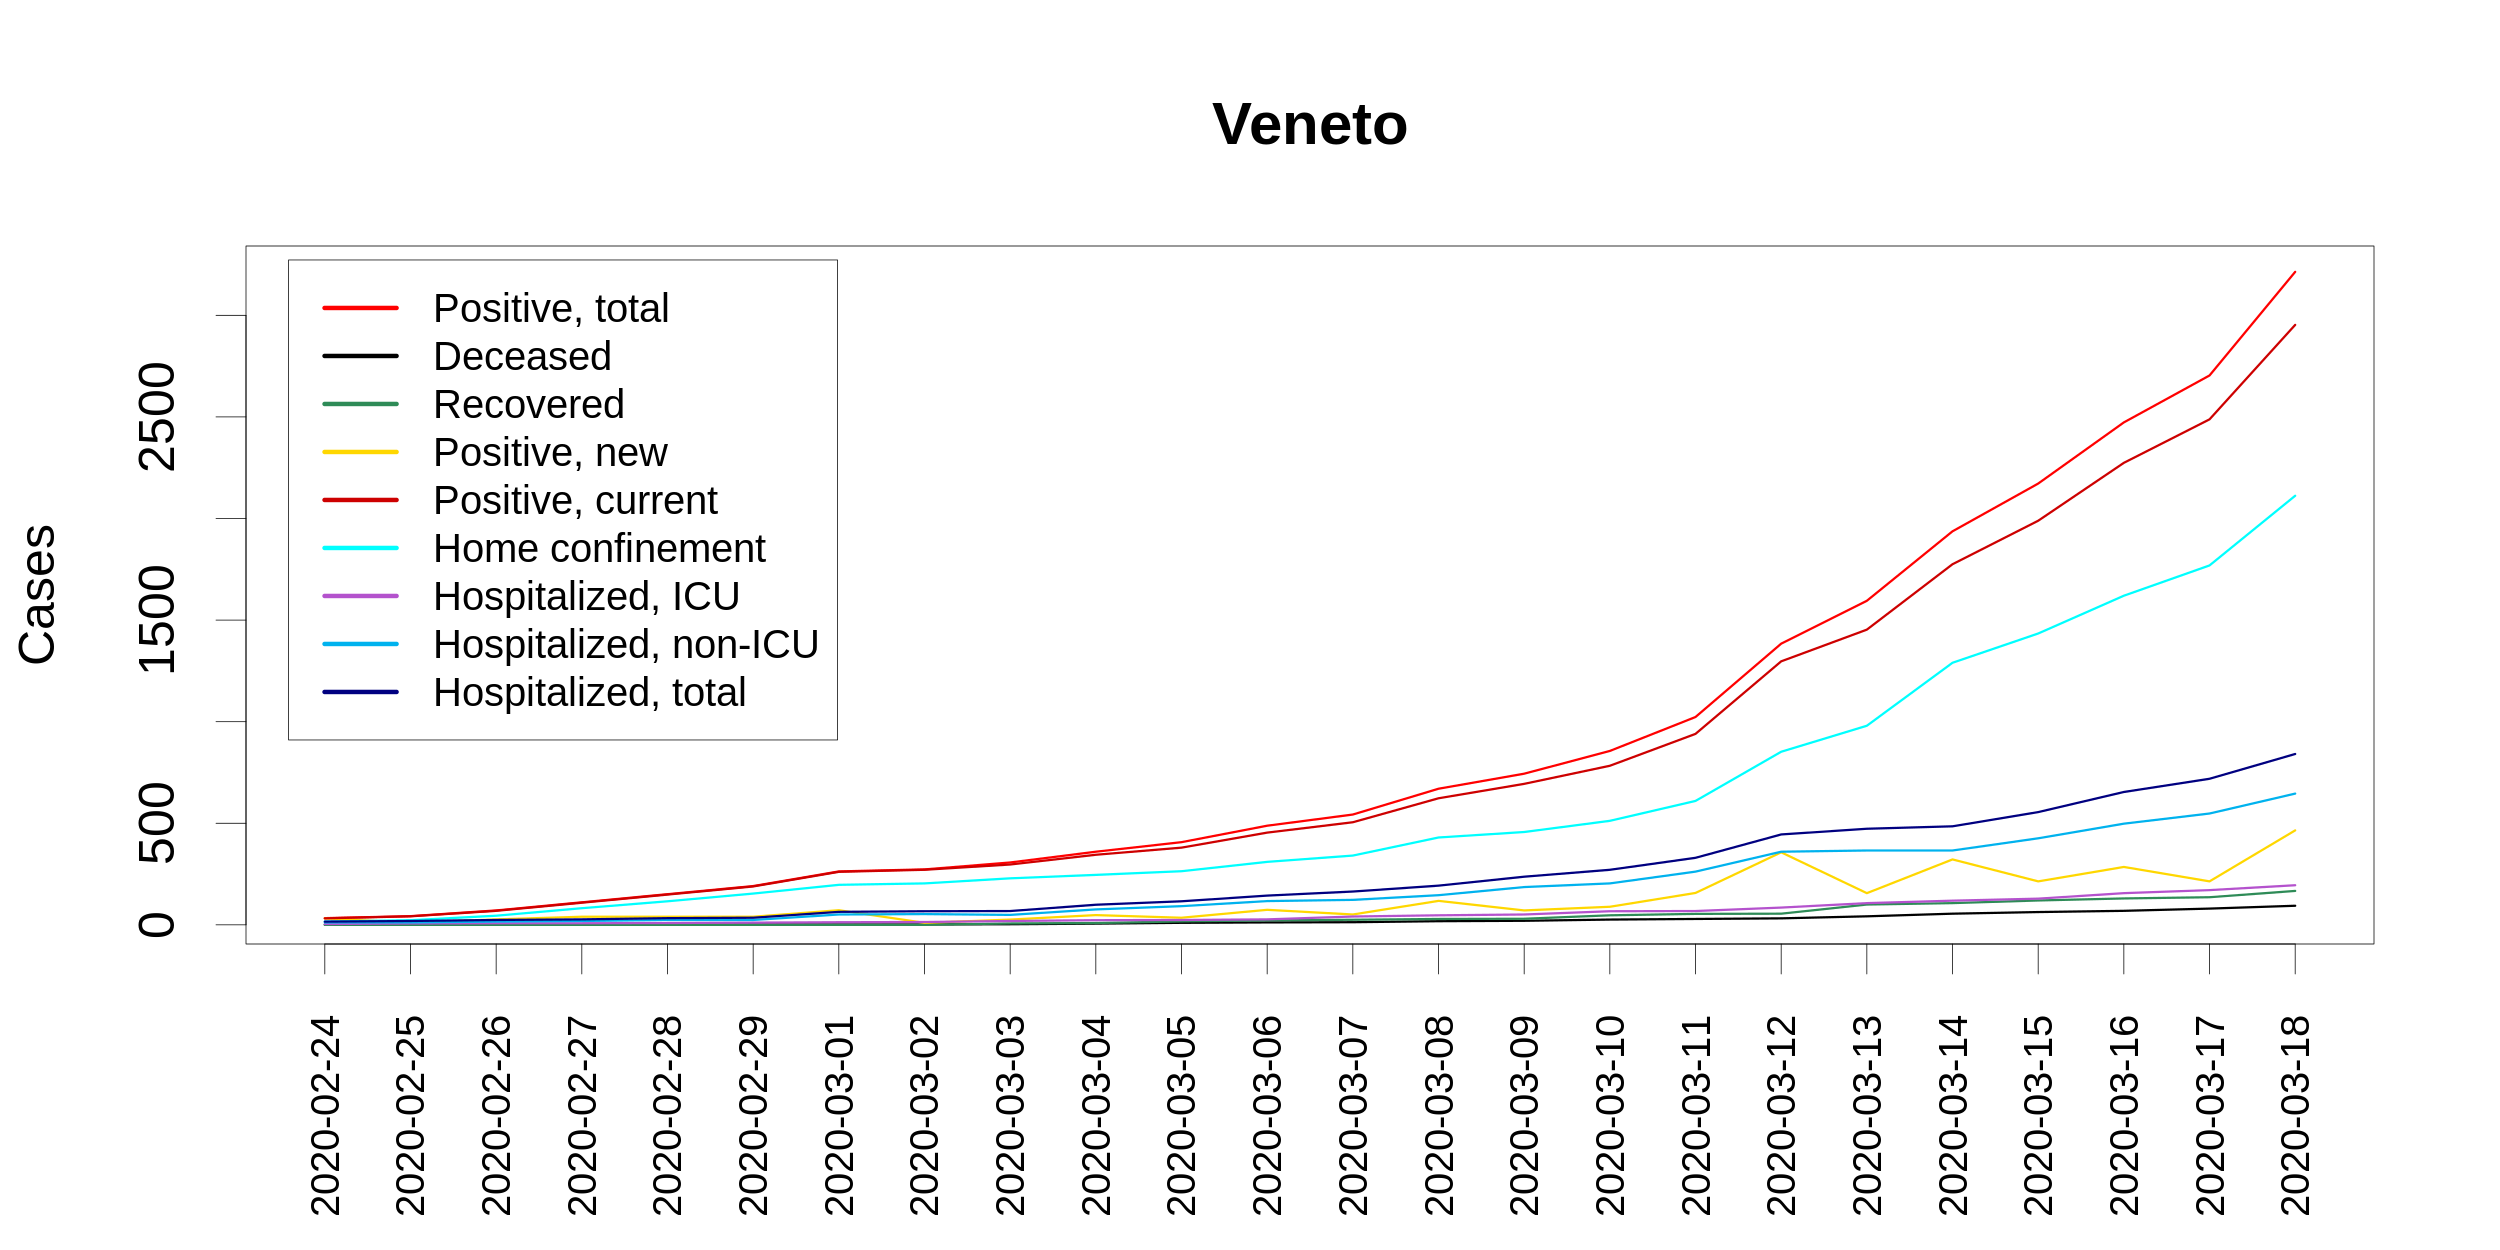 Veneto
Positive, total
Deceased
Recovered
Positive, new
Positive, current
Home confinement
Hospitalized, ICU
Hospitalized, non-ICU
Hospitalized, total
Cases
2500
1500
500
0
2020-02-24
2020-02-25
2020-02-26
2020-02-27
2020-02-28
2020-02-29
2020-03-01
2020-03-02
2020-03-03
2020-03-04
2020-03-05
2020-03-06
2020-03-07
2020-03-08
2020-03-09
2020-03-10
2020-03-11
2020-03-12
2020-03-13
2020-03-14
2020-03-15
2020-03-16
2020-03-17
2020-03-18